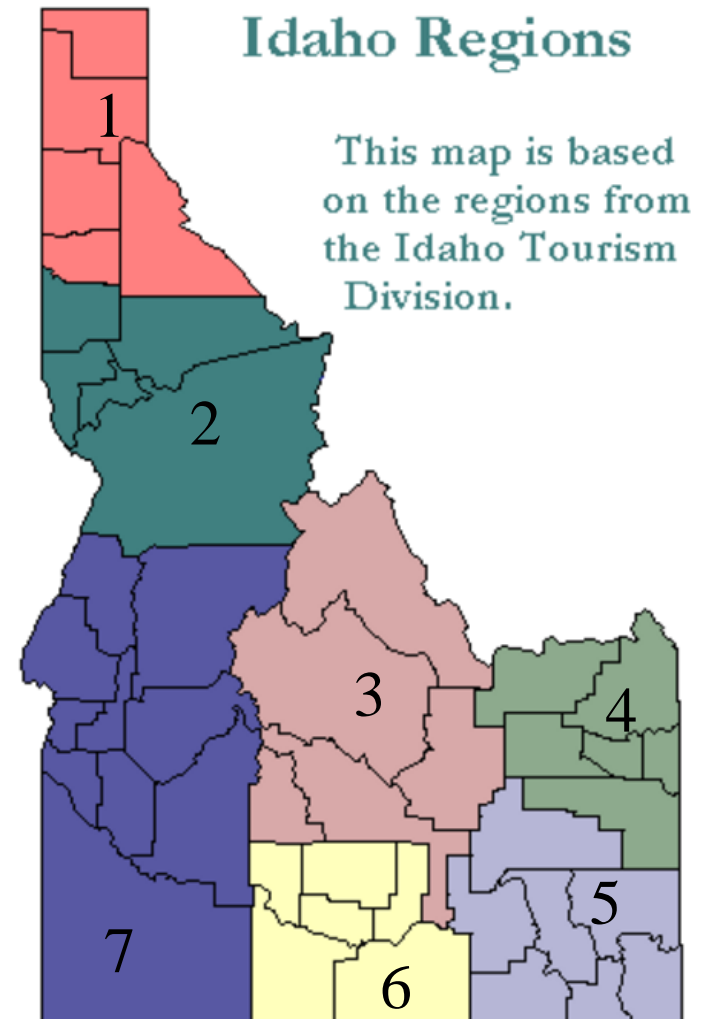 Idaho Regions
This map is based
on the regions from
the Idaho Tourism
Division.
1
2
3
4
5
6
7